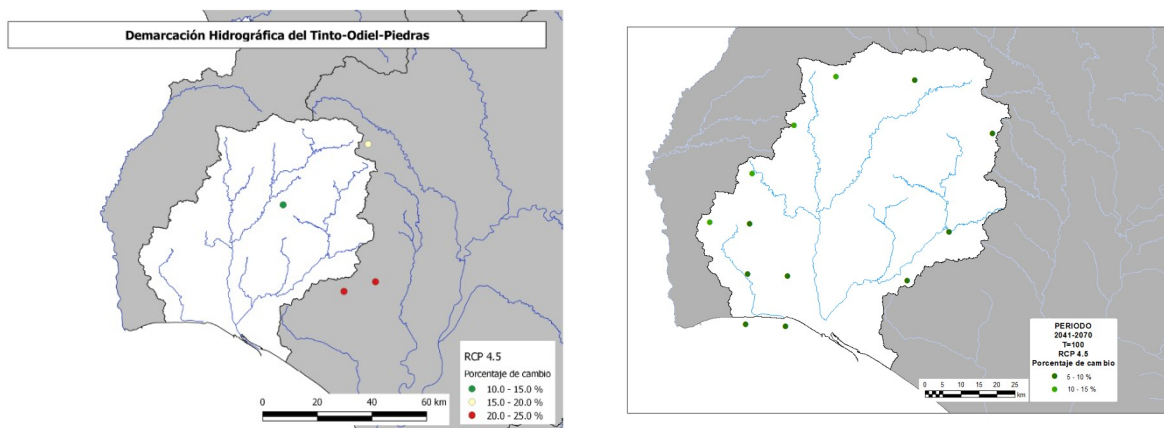 Demarcación Hidrográfica del Tinto-Odiel-Piedras
RCP 4.5
Porcentaje de cambio
10.0 - 15.0 %
15.0 - 20.0 %
20.0 - 25.0 %
0 20 40 60 km
PERIODO
2041-2070
T=100
RCP 4.5
Porcentaje de cambio
5 - 10 %
10 - 15 %
0 5 10 15 20 25
KM